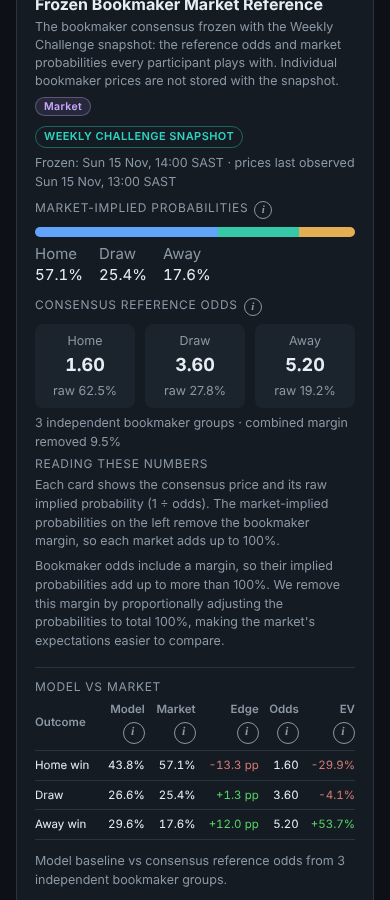 Frozen Bookmaker Market Reference
The bookmaker consensus frozen with the Weekly
Challenge snapshot: the reference odds and market
probabilities every participant plays with. Individual
bookmaker prices are not stored with the snapshot.
Market
WEEKLY CHALLENGE SNAPSHOT
Frozen: Sun 15 Nov, 14:00 SAST · prices last observed
Sun 15 Nov, 13:00 SAST
MARKET-IMPLIED PROBABILITIES i
Home Draw Away
57.1% 25.4% 17.6%
CONSENSUS REFERENCE ODDS i
Home Draw Away
1.60 3.60 5.20
raw 62.5% raw 27.8% raw 19.2%
3 independent bookmaker groups · combined margin
removed 9.5%
READING THESE NUMBERS
Each card shows the consensus price and its raw
implied probability (1 ÷ odds). The market-implied
probabilities on the left remove the bookmaker
margin, so each market adds up to 100%.
Bookmaker odds include a margin, so their implied
probabilities add up to more than 100%. We remove
this margin by proportionally adjusting the
probabilities to total 100%, making the market's
expectations easier to compare.
MODEL VS MARKET
Outcome Model Market Edge Odds EV
i i i i i
Home win 43.8% 57.1% -13.3 pp 1.60 -29.9%
Draw 26.6% 25.4% +1.3 pp 3.60 -4.1%
Away win 29.6% 17.6% +12.0 pp 5.20 +53.7%
Model baseline vs consensus reference odds from 3
independent bookmaker groups.